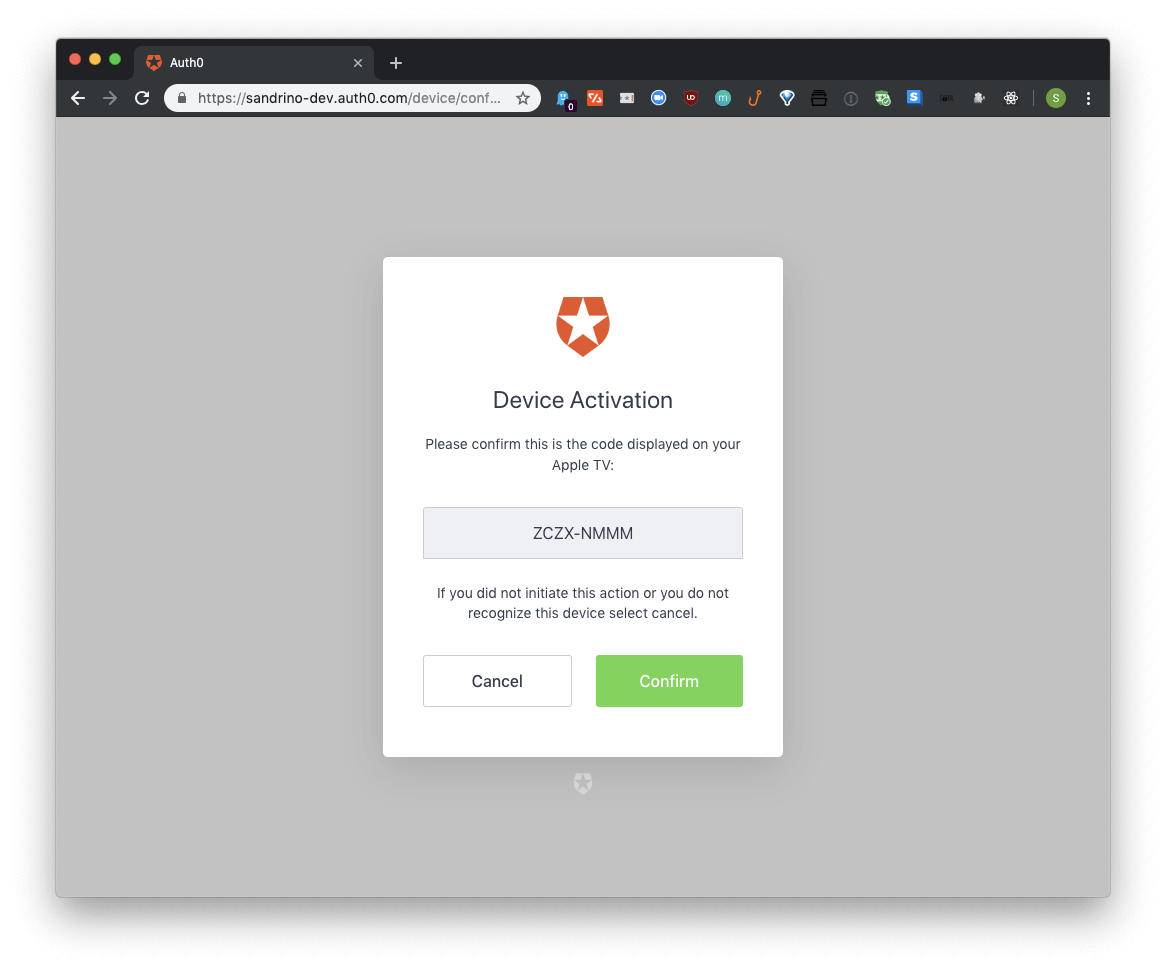 Auth0
https://sandrino-dev.auth0.com/device/conf...
0
UD
m
S
S
Device Activation
Please confirm this is the code displayed on your
Apple TV:
ZCZX-NMMM
If you did not initiate this action or you do not
recognize this device select cancel.
Cancel
Confirm